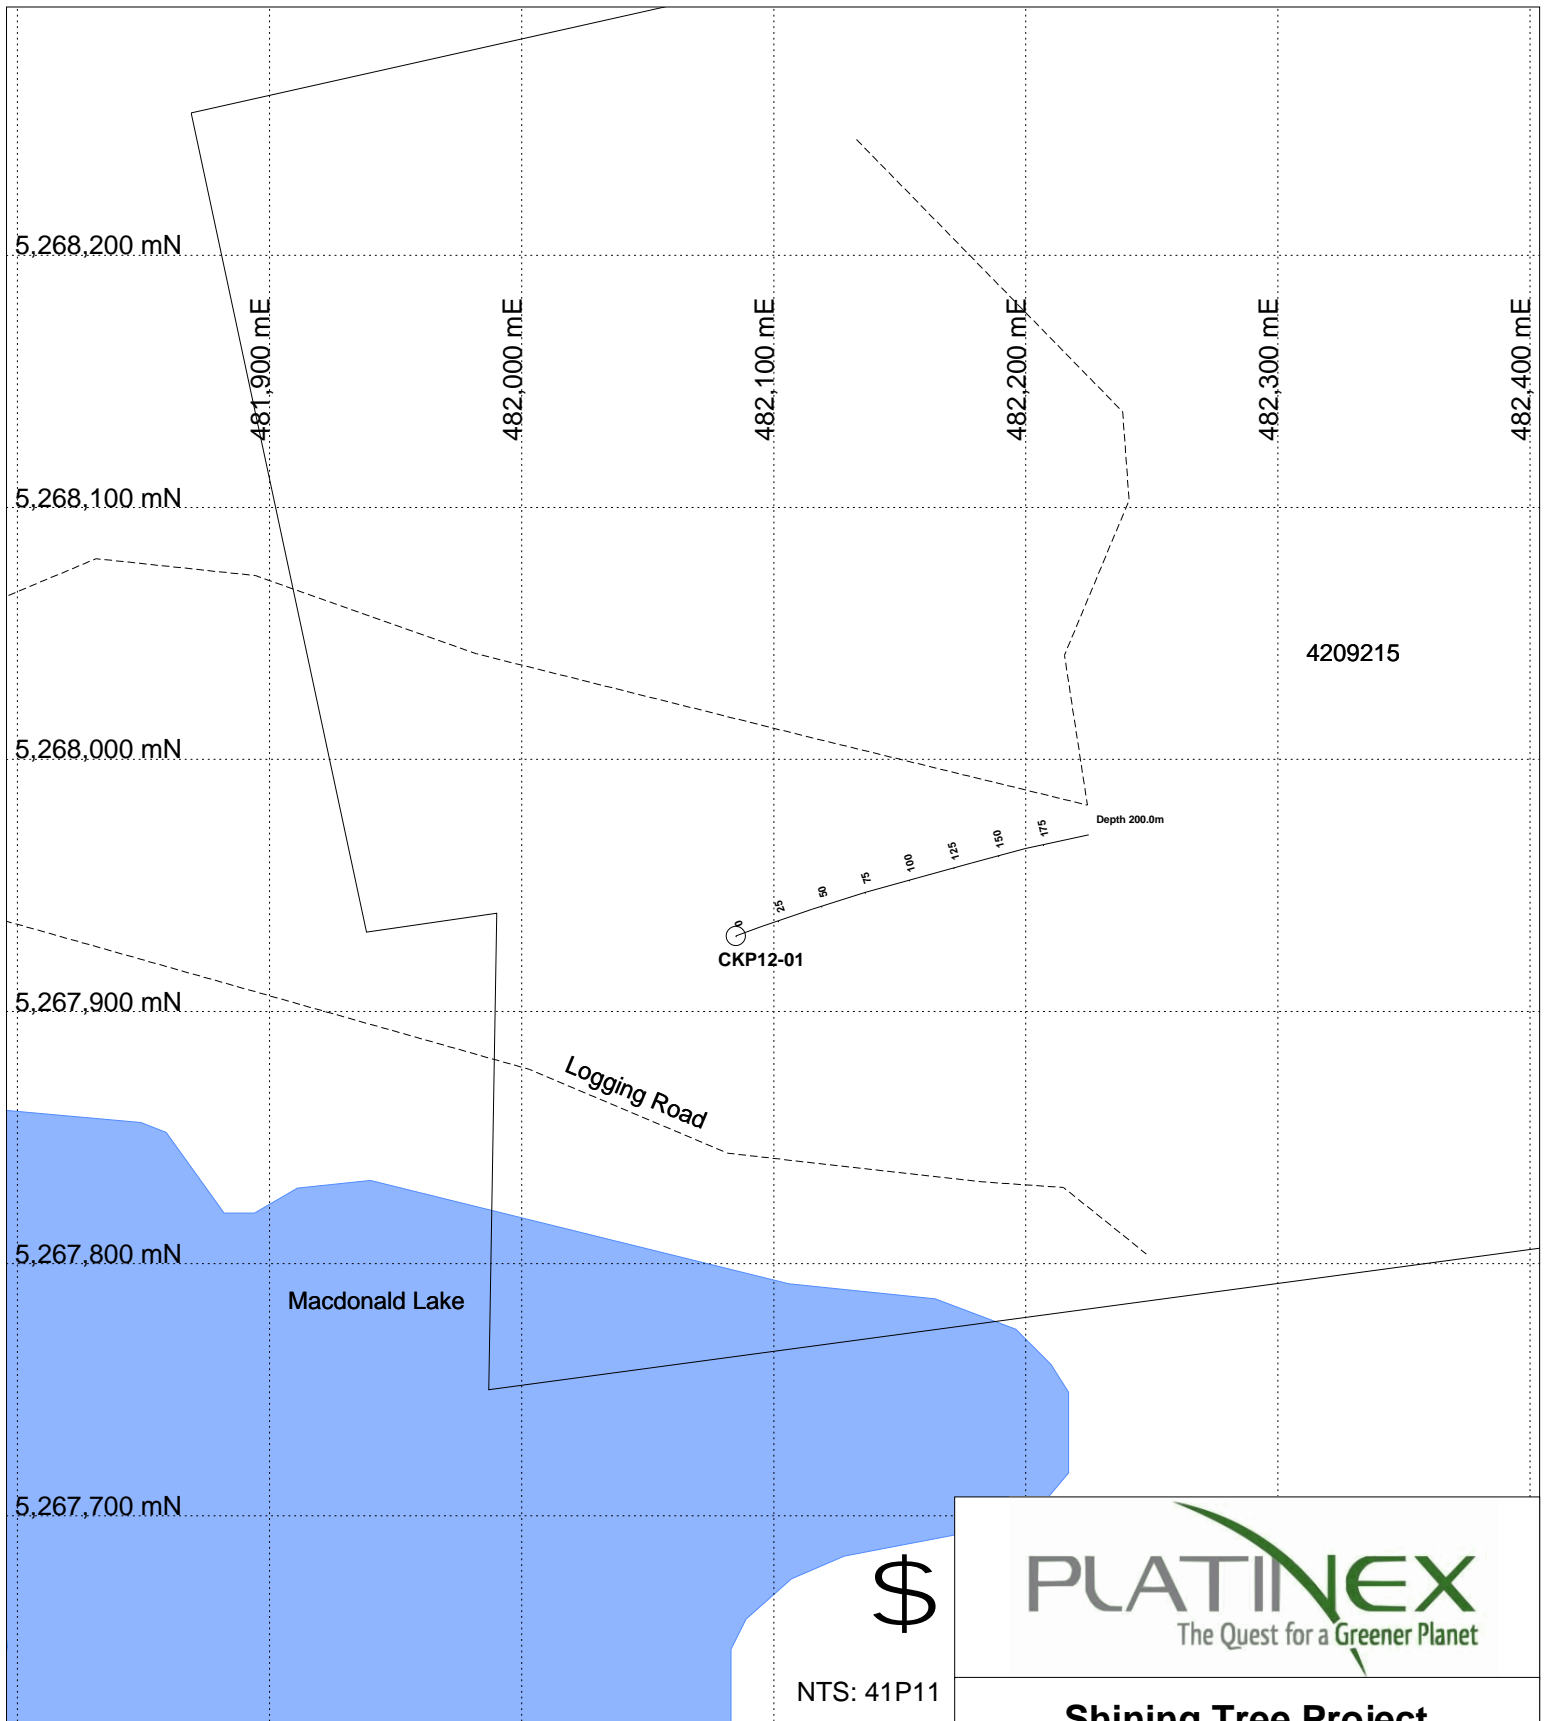 5,268,200 mN
481,900 mE
482,000 mE
482,100 mE
482,200 mE
482,300 mE
482,400 mE
5,268,100 mN
4209215
5,268,000 mN
Depth 200.0m
0
25
50
75
100
125
150
175
CKP12-01
5,267,900 mN
Logging Road
5,267,800 mN
Macdonald Lake
5,267,700 mN
$
PLATINEX
The Quest for a Greener Planet
NTS: 41P11
Shining Tree Project